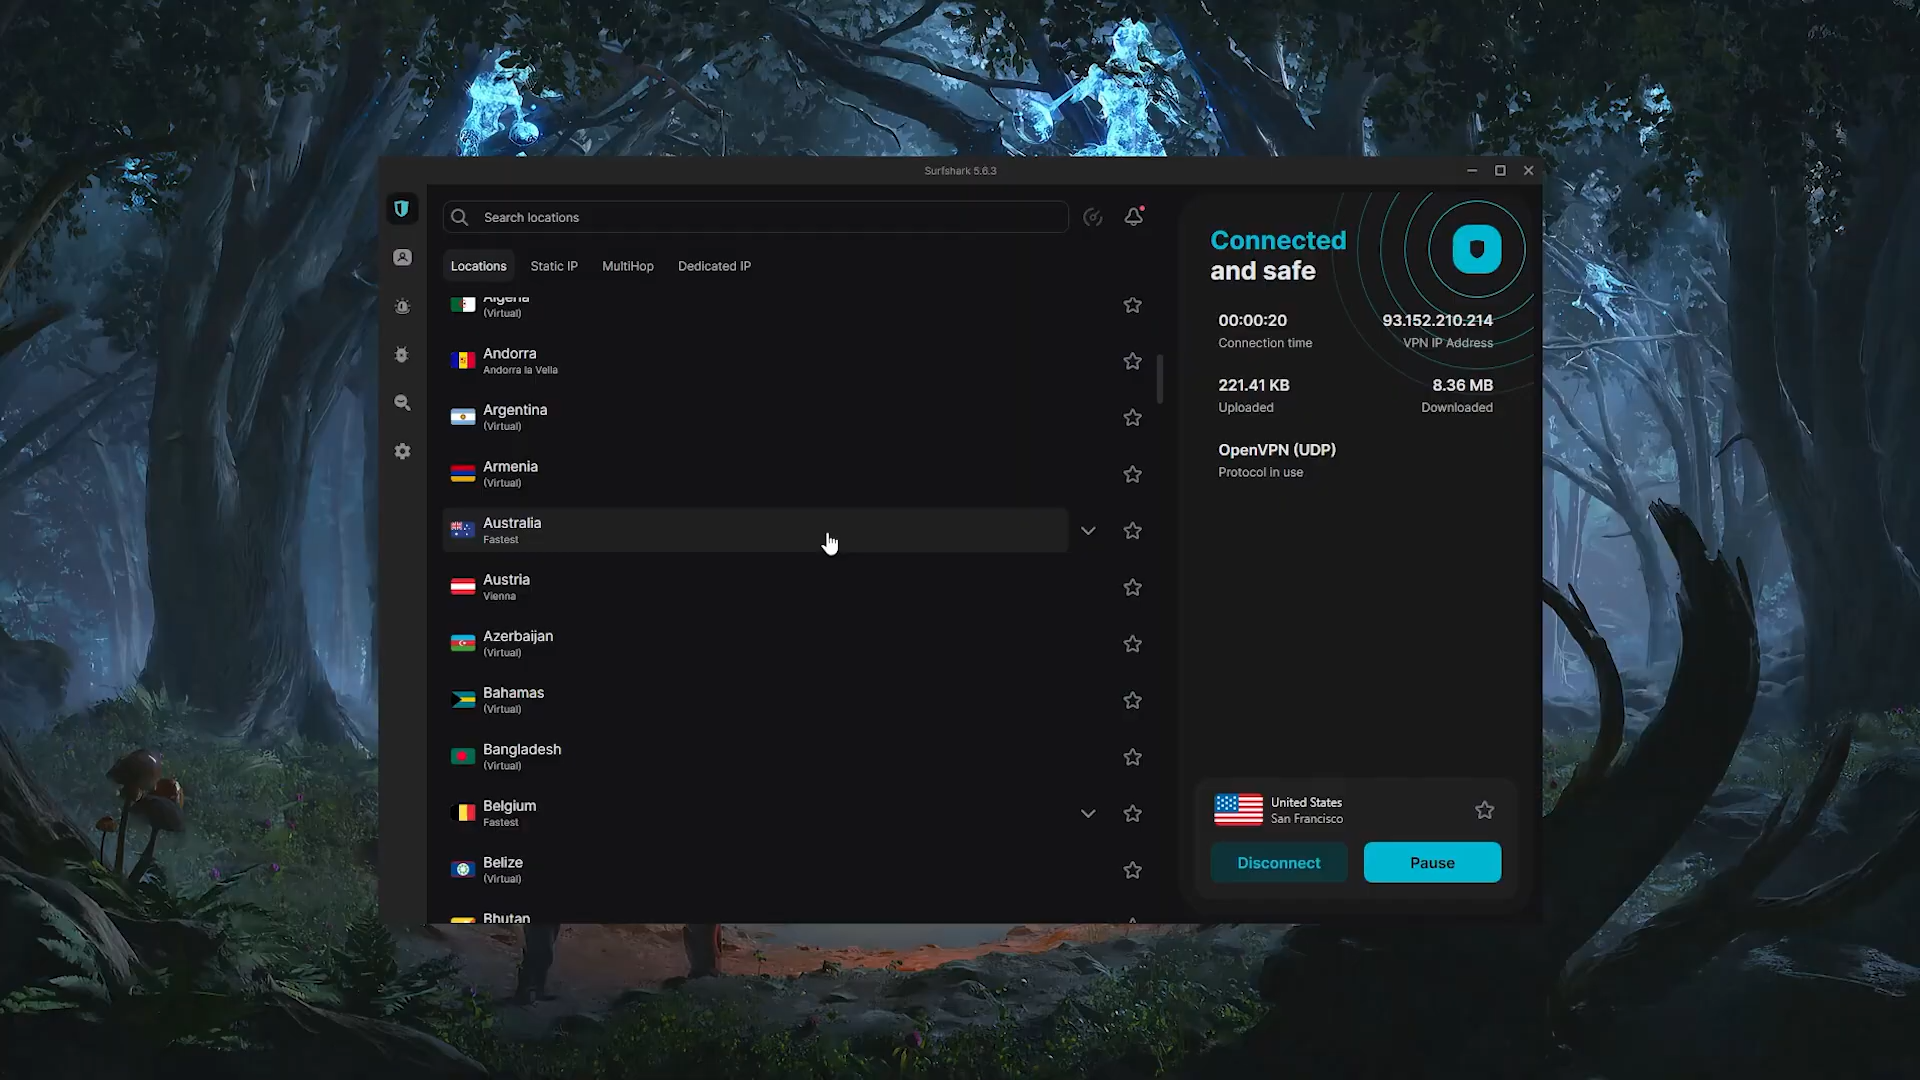 Surfshark 5.6.3
Search locations
Locations Static IP MultiHop Dedicated IP
Algeria
(Virtual)
Andorra
Andorra la Vella
Argentina
(Virtual)
Armenia
(Virtual)
Australia
Fastest
Austria
Vienna
Azerbaijan
(Virtual)
Bahamas
(Virtual)
Bangladesh
(Virtual)
Belgium
Fastest
Belize
(Virtual)
Bhutan
Connected
and safe
00:00:20 93.152.210.214
Connection time VPN IP Address
221.41 KB 8.36 MB
Uploaded Downloaded
OpenVPN (UDP)
Protocol in use
United States
San Francisco
Disconnect Pause